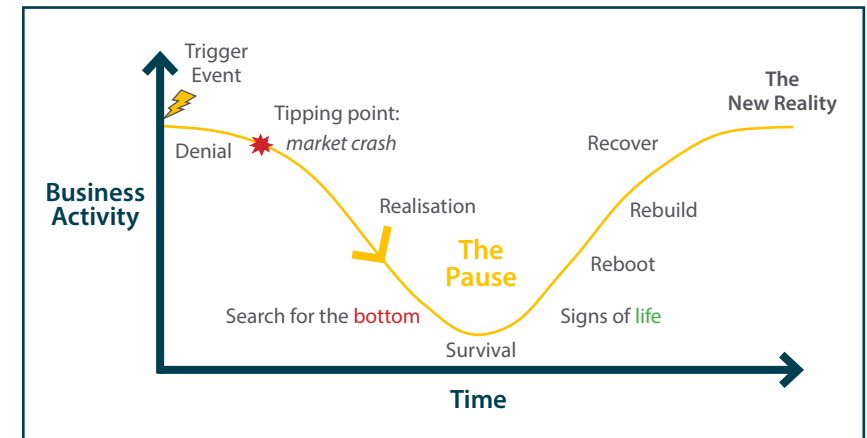 Trigger
Event
The
New Reality
Tipping point:
market crash
Denial
Recover
Business
Activity
Realisation
Rebuild
The
Pause
Reboot
Search for the bottom
Signs of life
Survival
Time